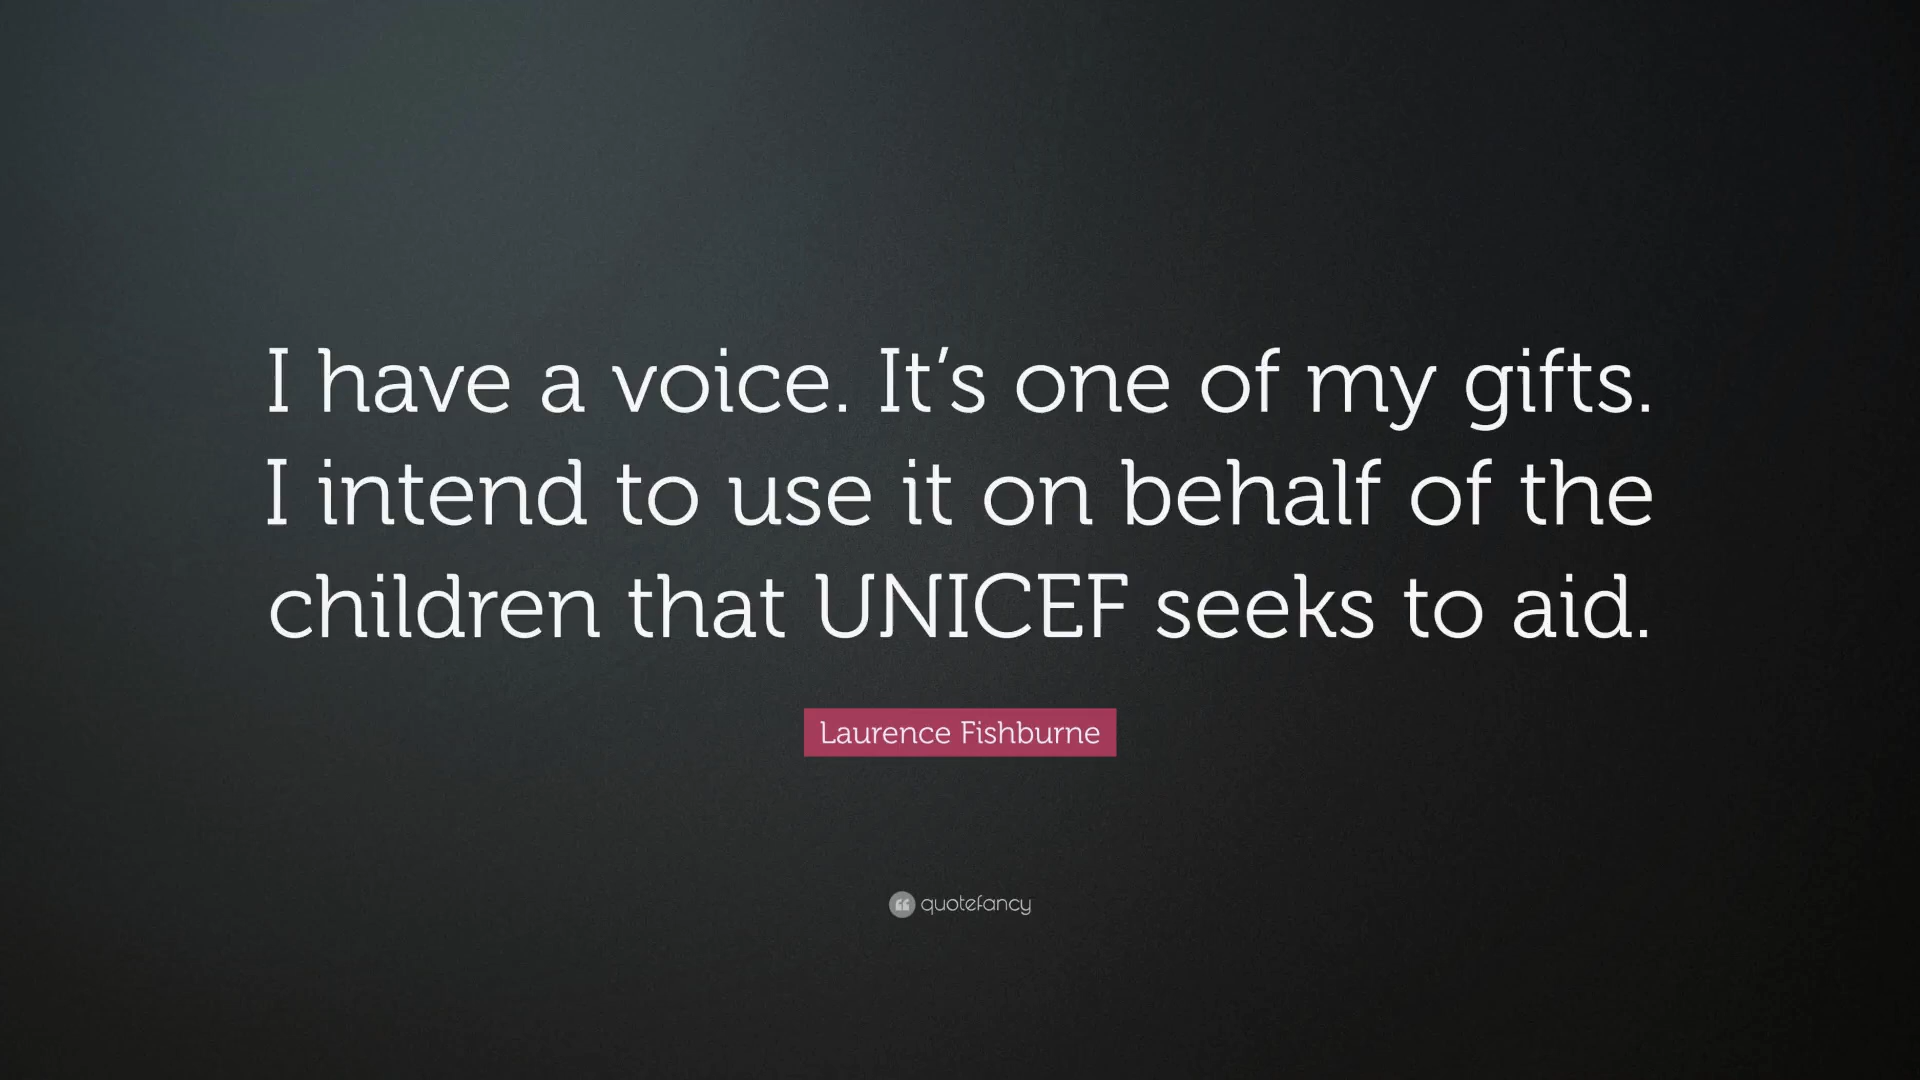 I have a voice. It’s one of my gifts.
I intend to use it on behalf of the
children that UNICEF seeks to aid.
Laurence Fishburne
quotefancy